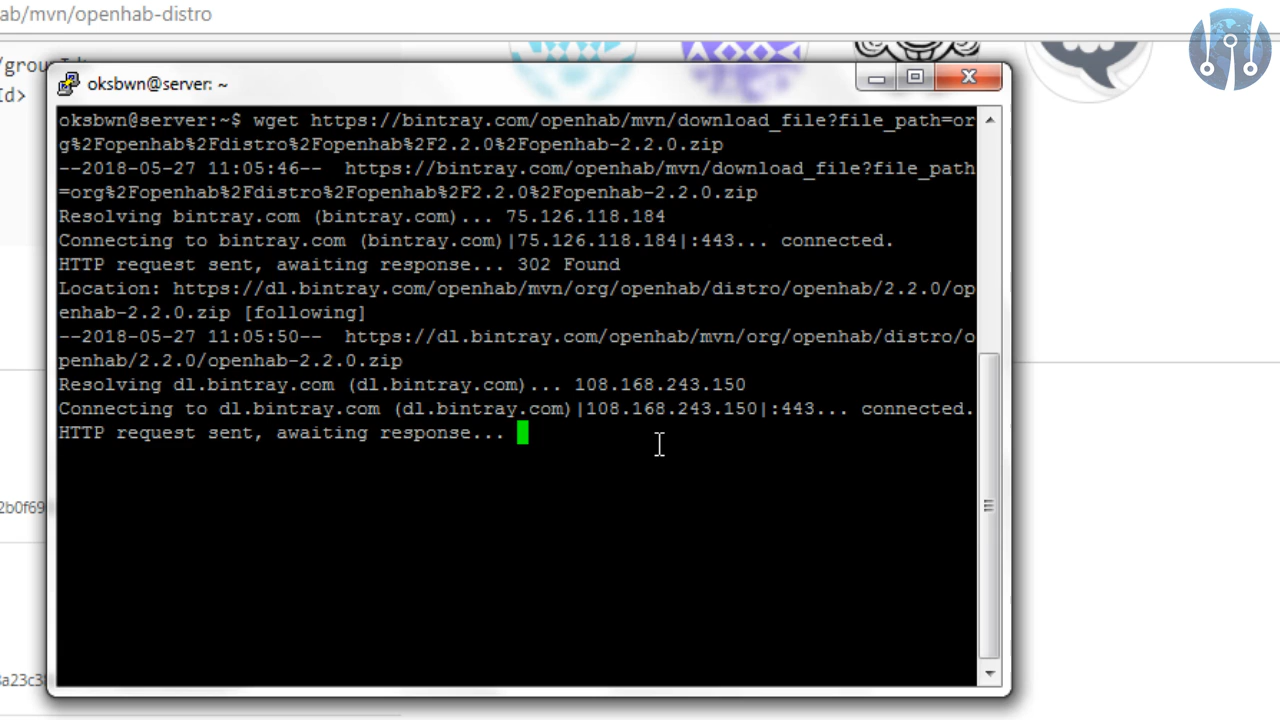 ab/mvn/openhab-distro
/grou
Id>
oksbwn@server: ~
oksbwn@server:~$ wget https://bintray.com/openhab/mvn/download_file?file_path=or
g%2Fopenhab%2Fdistro%2Fopenhab%2F2.2.0%2Fopenhab-2.2.0.zip
--2018-05-27 11:05:46--  https://bintray.com/openhab/mvn/download_file?file_path
=org%2Fopenhab%2Fdistro%2Fopenhab%2F2.2.0%2Fopenhab-2.2.0.zip
Resolving bintray.com (bintray.com)... 75.126.118.184
Connecting to bintray.com (bintray.com)|75.126.118.184|:443... connected.
HTTP request sent, awaiting response... 302 Found
Location: https://dl.bintray.com/openhab/mvn/org/openhab/distro/openhab/2.2.0/op
enhab-2.2.0.zip [following]
--2018-05-27 11:05:50--  https://dl.bintray.com/openhab/mvn/org/openhab/distro/o
penhab/2.2.0/openhab-2.2.0.zip
Resolving dl.bintray.com (dl.bintray.com)... 108.168.243.150
Connecting to dl.bintray.com (dl.bintray.com)|108.168.243.150|:443... connected.
HTTP request sent, awaiting response...
2b0f69
a23c3